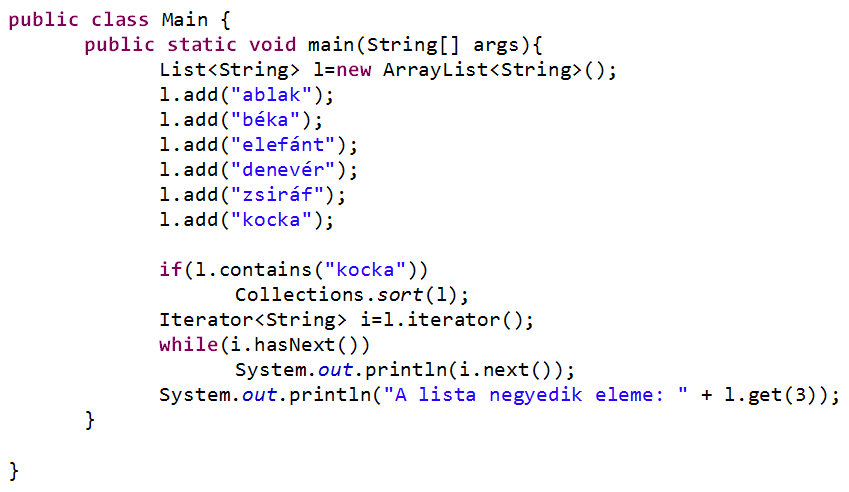 public class Main {
public static void main(String[] args){
List<String> l=new ArrayList<String>();
l.add("ablak");
l.add("béka");
l.add("elefánt");
l.add("denevér");
l.add("zsiráf");
l.add("kocka");
if(l.contains("kocka"))
Collections.sort(l);
Iterator<String> i=l.iterator();
while(i.hasNext())
System.out.println(i.next());
System.out.println("A lista negyedik eleme: " + l.get(3));
}
}